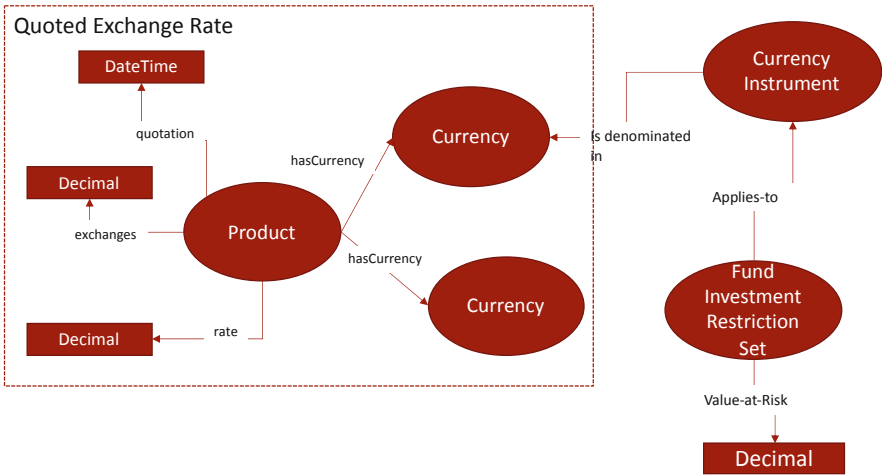 Quoted Exchange Rate
DateTime
quotation
Decimal
exchanges
Product
Decimal
rate
hasCurrency
Currency
hasCurrency
Currency
Is denominated
in
Currency
Instrument
Applies-to
Fund
Investment
Restriction
Set
Value-at-Risk
Decimal